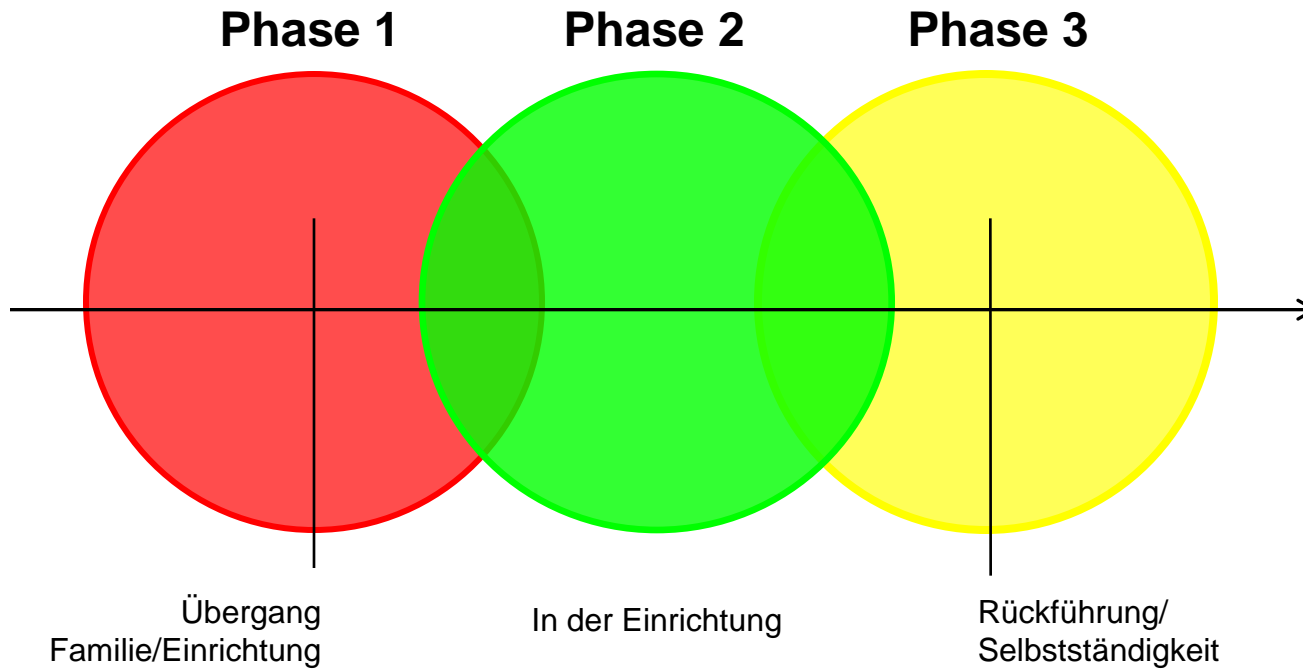 Phase 1
Phase 2
Phase 3
Übergang
Familie/Einrichtung
In der Einrichtung
Rückführung/
Selbstständigkeit